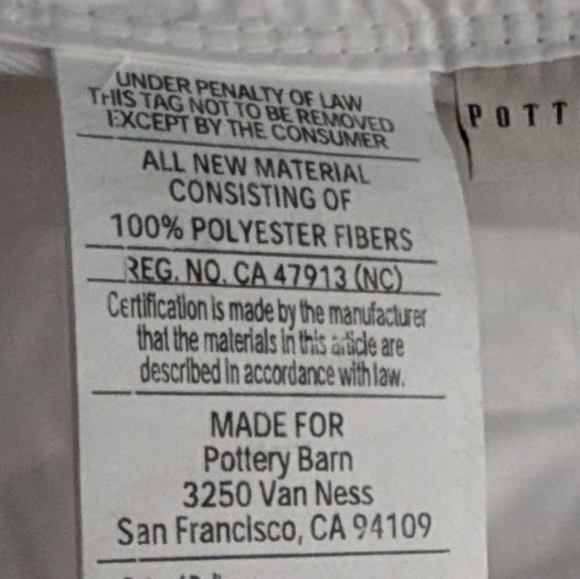 UNDER PENALTY OF LAW
THIS TAG NOT TO BE REMOVED
EXCEPT BY THE CONSUMER
ALL NEW MATERIAL
CONSISTING OF
100% POLYESTER FIBERS
REG. NO. CA 47913 (NC)
Certification is made by the manufacturer
that the materials in this article are
described in accordance with law.
MADE FOR
Pottery Barn
3250 Van Ness
San Francisco, CA 94109
POTT